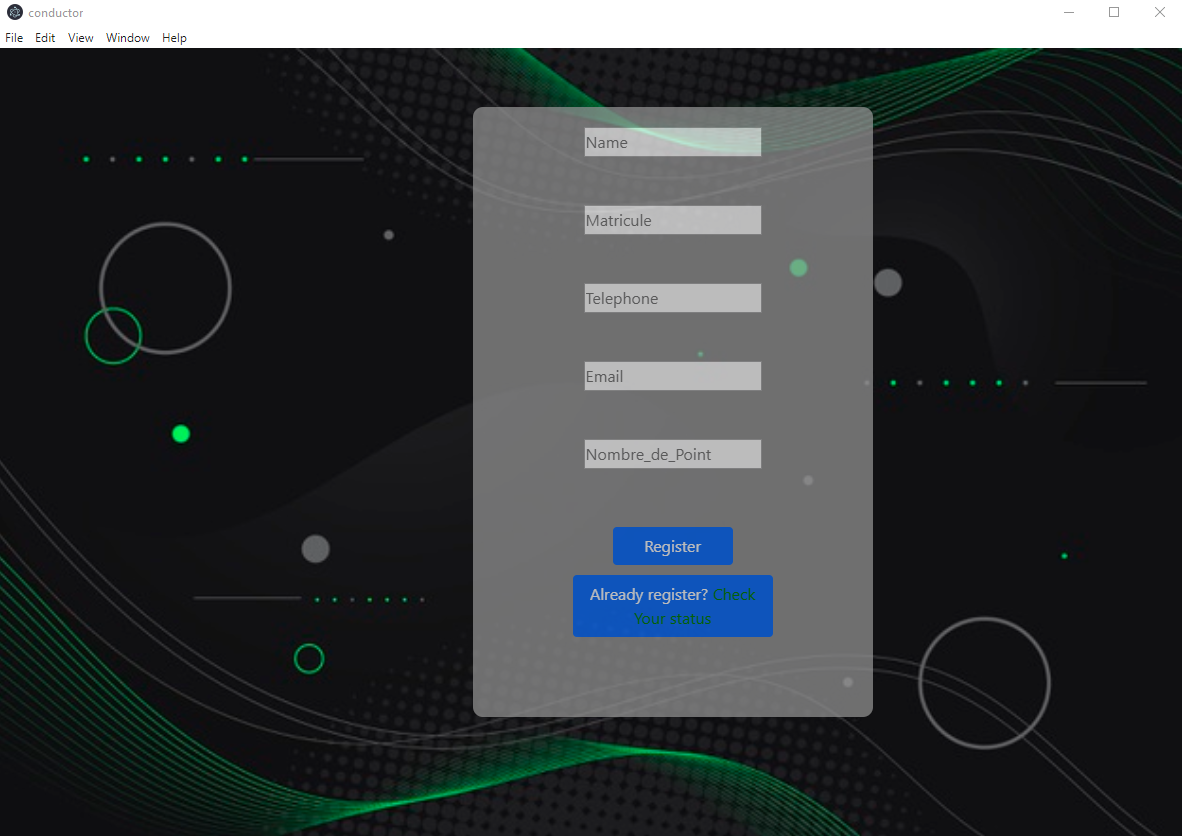 conductor
File Edit View Window Help
Name
Matricule
Telephone
Email
Nombre_de_Point
Register
Already register? Check
Your status